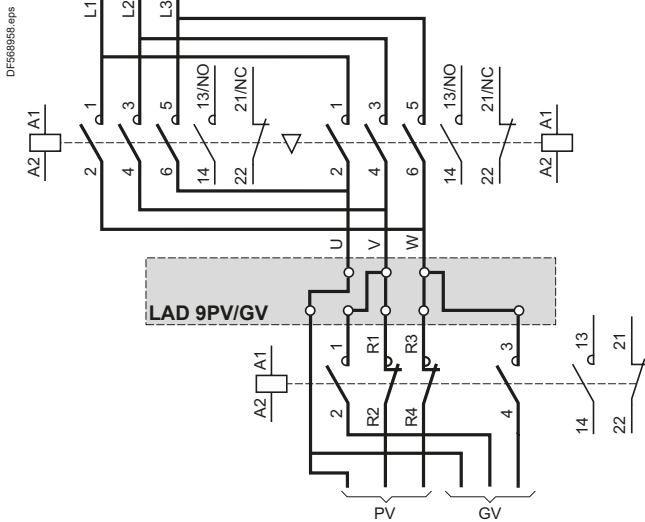 DF568958.eps
L1 L2 L3
A1 1 3 5 13/NO 21/NC 1 3 5 13/NO 21/NC A1
A2 2 4 6 14 22 2 4 6 14 22 A2
U V W
LAD 9PV/GV
A1 1 R1 R3 3 13 21
A2 2 R2 R4 4 14 22
PV GV